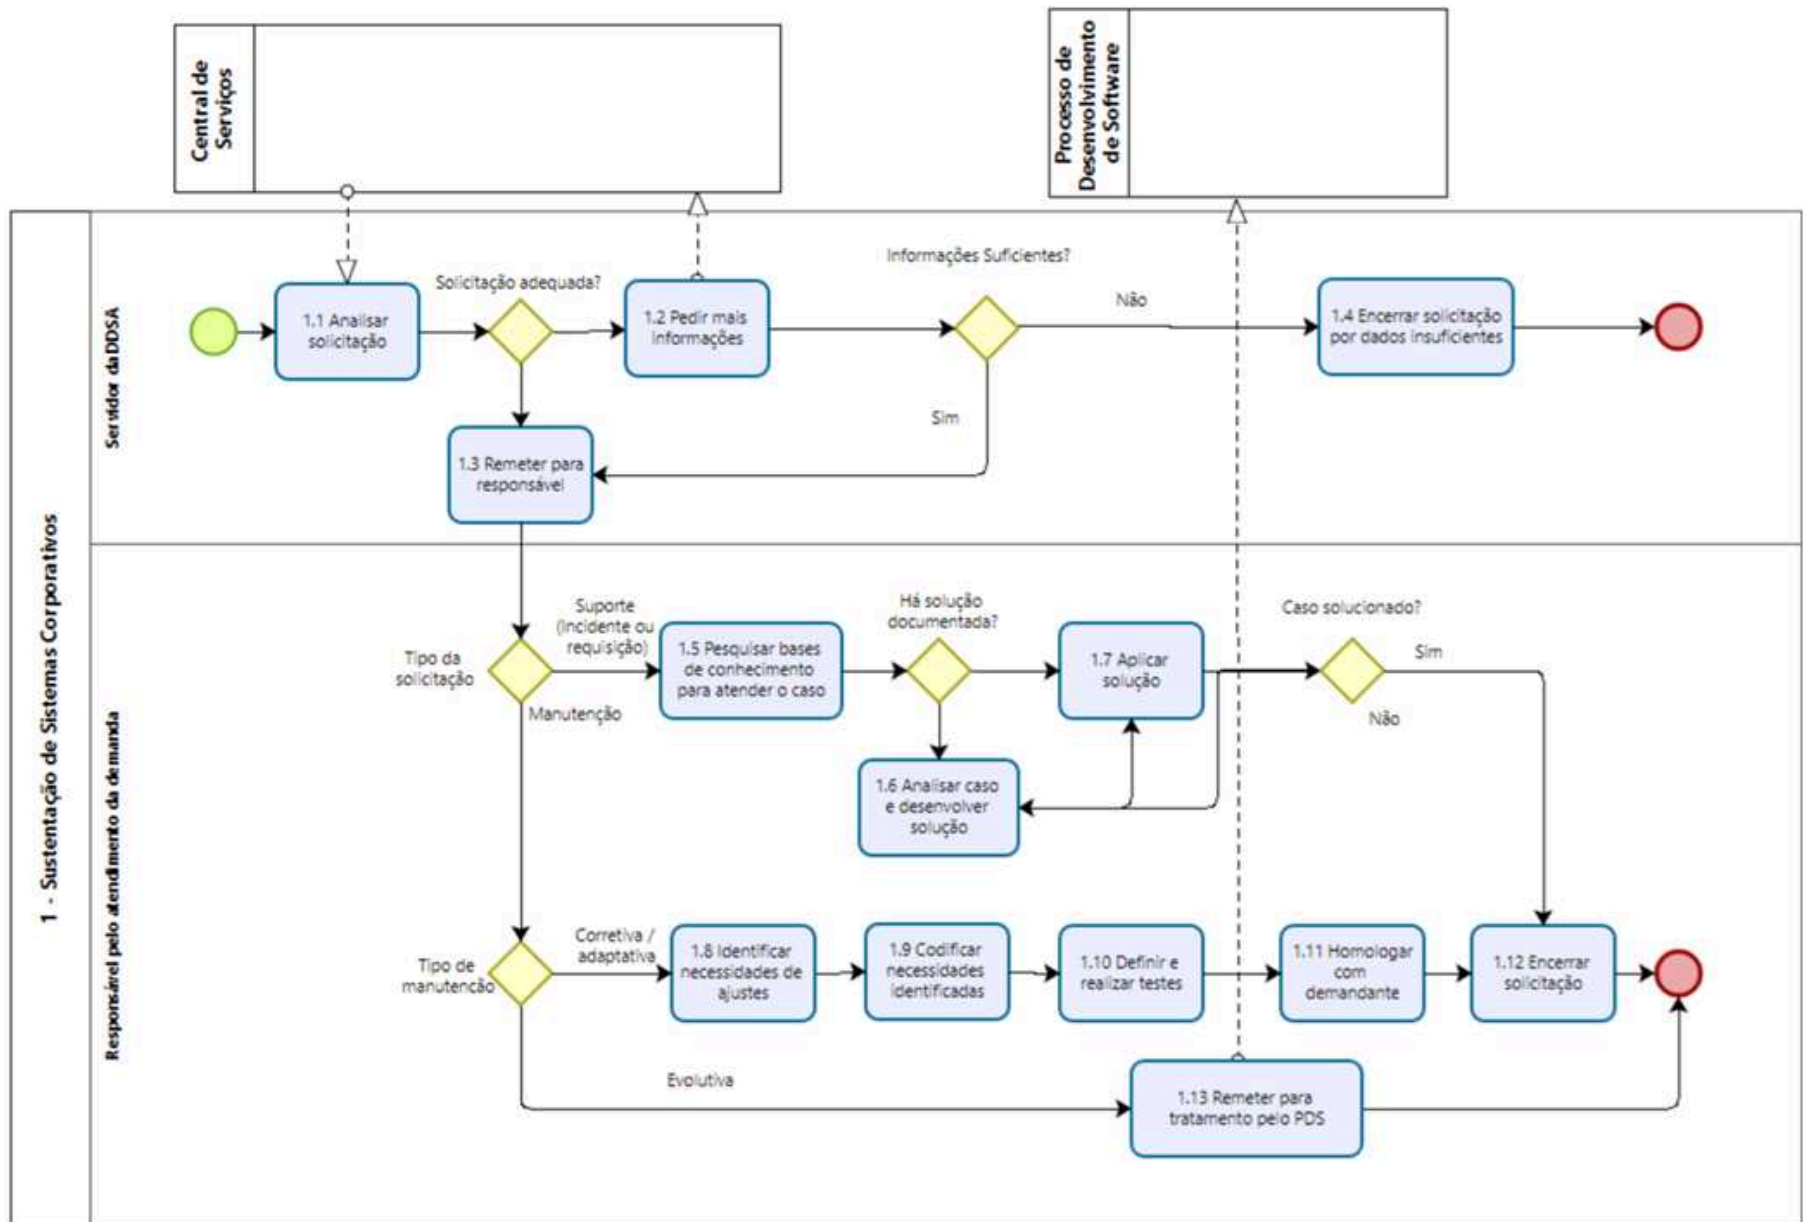 Central de
Serviços
Processo de
Desenvolvimento
de Software
1 - Sustentação de Sistemas Corporativos
Servidor da DDSA
1.1 Analisar
solicitação
Solicitação adequada?
1.2 Pedir mais
informações
Informações Suficientes?
Não
1.4 Encerrar solicitação
por dados insuficientes
Sim
1.3 Remeter para
responsável
Responsável pelo atendimento da demanda
Tipo da
solicitação
Suporte
(Incidente ou
requisição)
Manutenção
1.5 Pesquisar bases
de conhecimento
para atender o caso
Há solução
documentada?
1.7 Aplicar
solução
Caso solucionado?
Sim
Não
1.6 Analisar caso
e desenvolver
solução
Tipo de
manutencão
Corretiva /
adaptativa
1.8 Identificar
necessidades de
ajustes
1.9 Codificar
necessidades
identificadas
1.10 Definir e
realizar testes
1.11 Homologar
com
demandante
1.12 Encerrar
solicitação
Evolutiva
1.13 Remeter para
tratamento pelo PDS